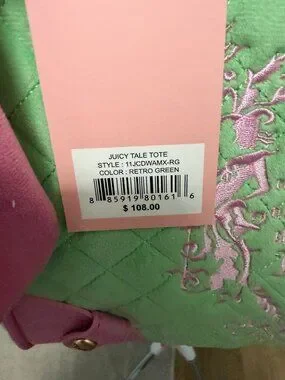 JUICY TALE TOTE
STYLE : 11JCDWAMX-RG
COLOR : RETRO GREEN
8 85919 80161 6
$ 108.00